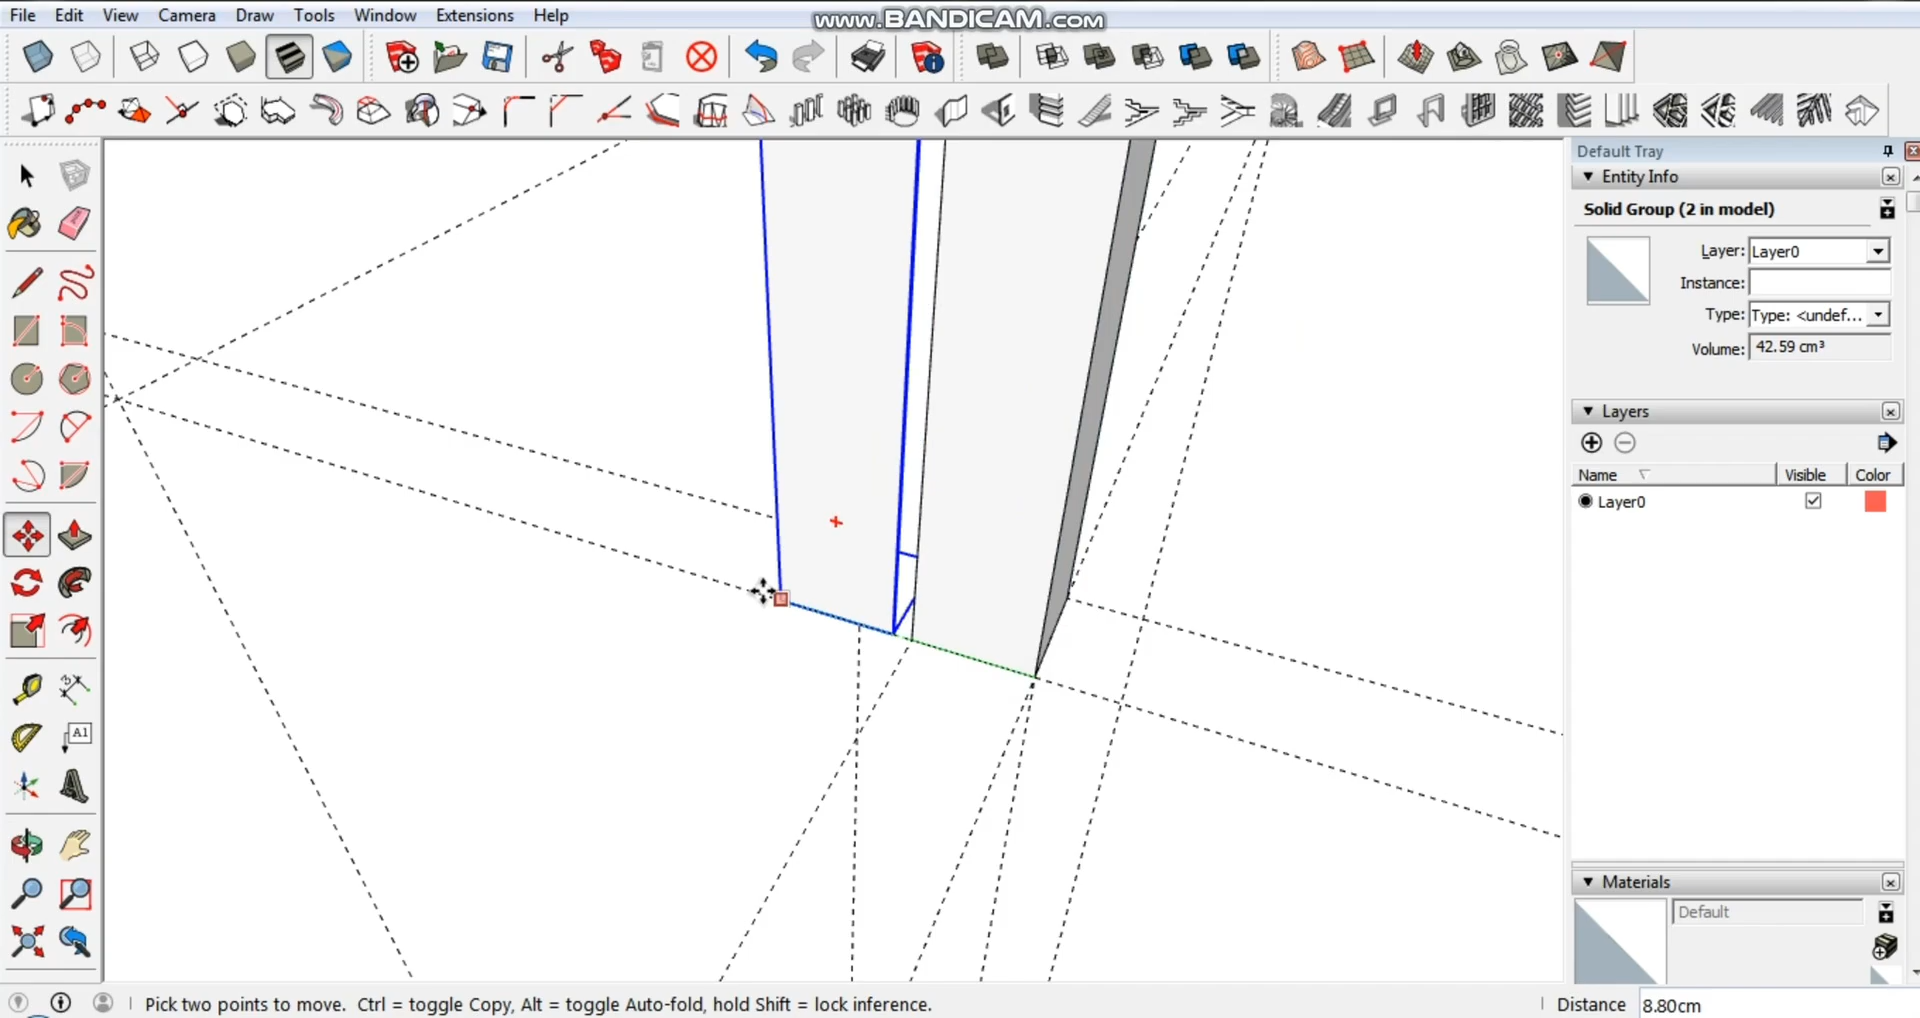 File Edit View Camera Draw Tools Window Extensions Help
www.BANDICAM.com
Default Tray
Entity Info
Solid Group (2 in model)
Layer: Layer0
Instance:
Type: Type: <undef...
Volume: 42.59 cm³
Layers
Name Visible Color
Layer0
A1
Materials
Default
Pick two points to move. Ctrl = toggle Copy, Alt = toggle Auto-fold, hold Shift = lock inference.
Distance 8.80cm